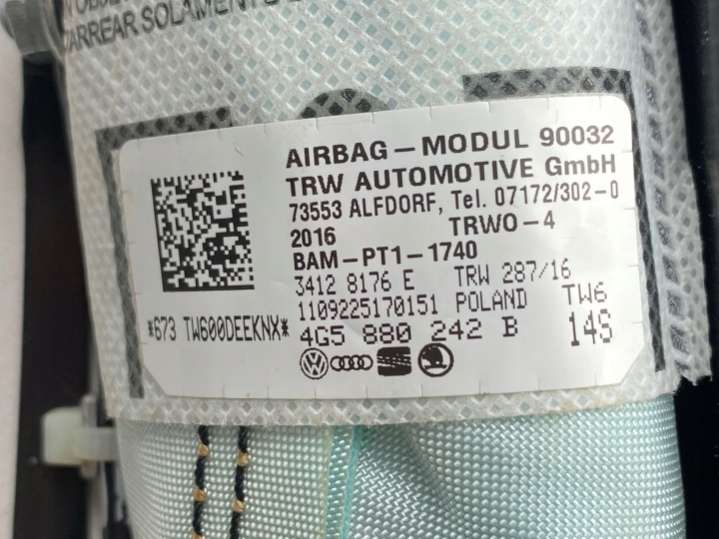 CARREAR SOLAMENTE
AIRBAG – MODUL 90032
TRW AUTOMOTIVE GmbH
73553 ALFDORF, Tel. 07172/302-0
2016 TRWO-4
BAM-PT1-1740
3412 8176 E TRW 287/16
1109225170151 POLAND TW6
*673 TW600DEEKNX* 4G5 880 242 B 14S